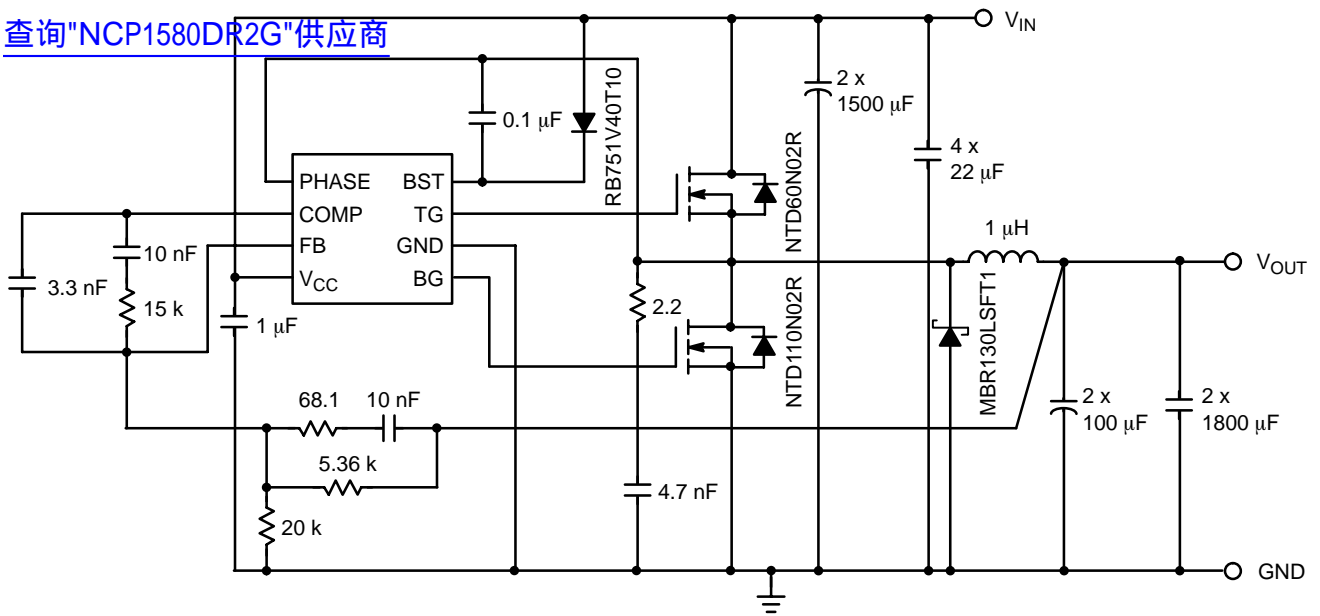 查询"NCP1580DR2G"供应商
VIN
2 x
1500 μF
0.1 μF
RB751V40T10
4 x
22 μF
PHASE
BST
COMP
TG
FB
GND
VCC
BG
NTD60N02R
10 nF
3.3 nF
15 k
1 μF
1 μH
VOUT
2.2
NTD110N02R
MBR130LSFT1
68.1
10 nF
5.36 k
2 x
100 μF
2 x
1800 μF
4.7 nF
20 k
GND